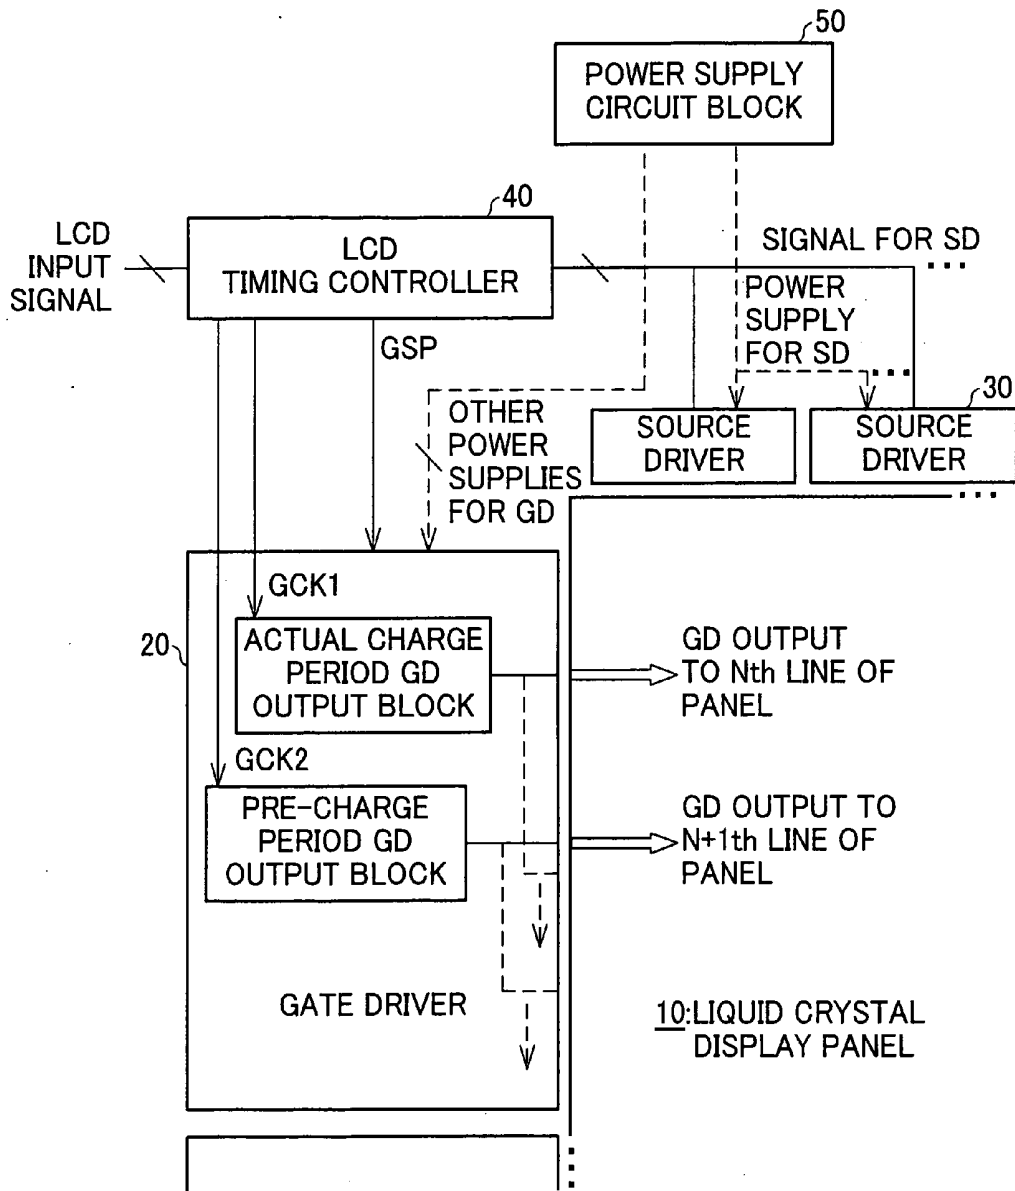 50
POWER SUPPLY
CIRCUIT BLOCK
40
LCD
INPUT
SIGNAL
LCD
TIMING CONTROLLER
SIGNAL FOR SD
POWER
SUPPLY
FOR SD
GSP
30
OTHER
POWER
SUPPLIES
FOR GD
SOURCE
DRIVER
SOURCE
DRIVER
GCK1
20
ACTUAL CHARGE
PERIOD GD
OUTPUT BLOCK
GD OUTPUT
TO Nth LINE OF
PANEL
GCK2
PRE-CHARGE
PERIOD GD
OUTPUT BLOCK
GD OUTPUT TO
N+1th LINE OF
PANEL
GATE DRIVER
10:LIQUID CRYSTAL
DISPLAY PANEL